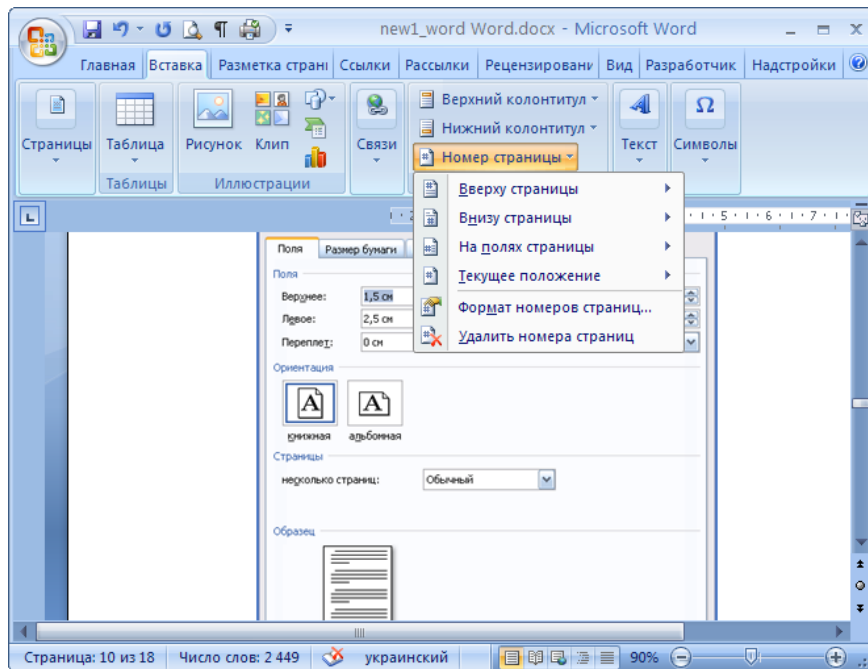 new1_word Word.docx - Microsoft Word
Главная Вставка Разметка страні Ссылки Рассылки Рецензировани Вид Разработчик Надстройки
Страницы
Таблица
Таблицы
Рисунок Клип
Иллюстрации
Связи
Верхний колонтитул
Нижний колонтитул
Номер страницы
Текст
Символы
Вверху страницы
Внизу страницы
На полях страницы
Текущее положение
Формат номеров страниц...
Удалить номера страниц
5 6 7
Поля Размер бумаги
Поля
Верхнее: 1,5 см
Левое: 2,5 см
Переплет: 0 см
Ориентация
A A
книжная альбомная
Страницы
несколько страниц: Обычный
Образец
Страница: 10 из 18 Число слов: 2 449 украинский 90%